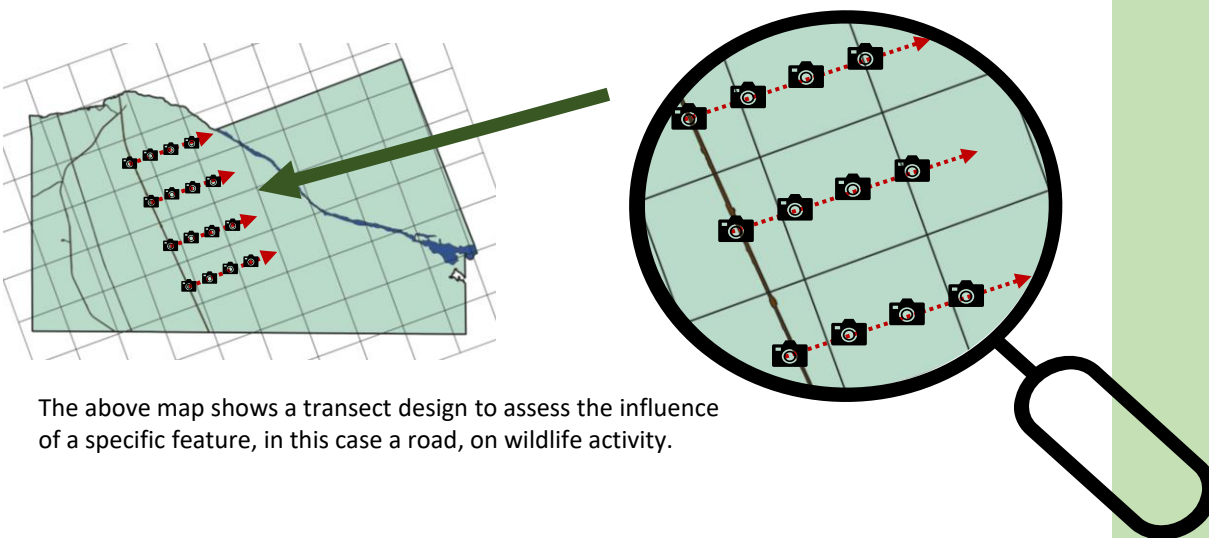 The above map shows a transect design to assess the influence
of a specific feature, in this case a road, on wildlife activity.